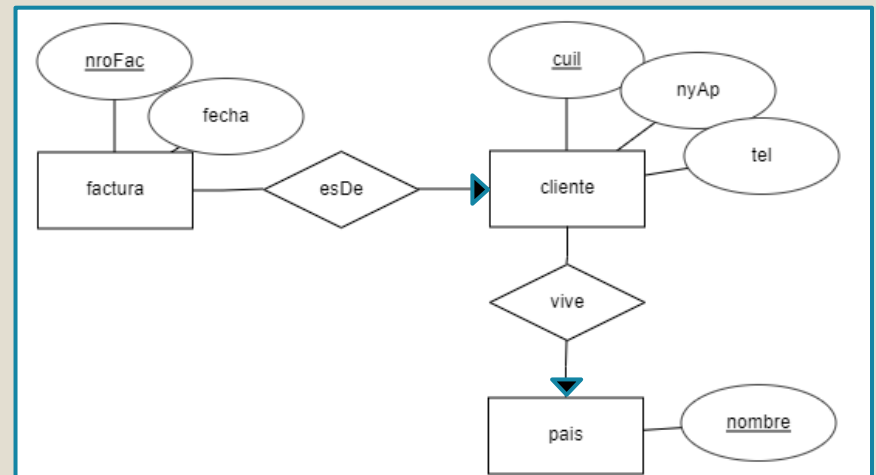 nroFac
fecha
factura
esDe
cuil
nyAp
tel
cliente
vive
pais
nombre